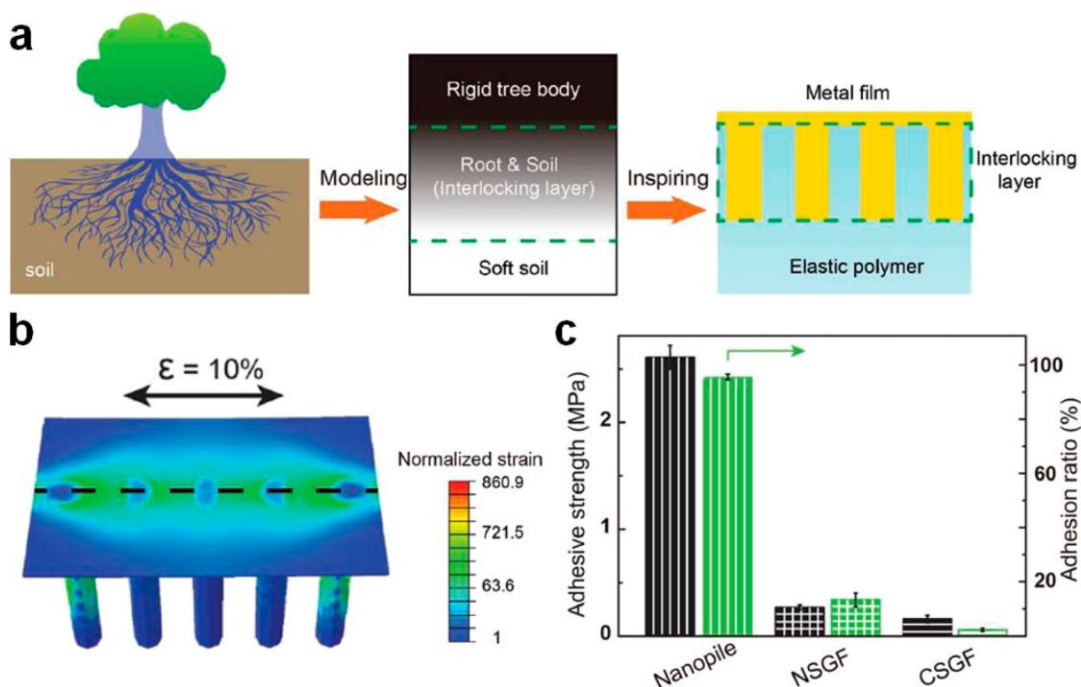 a
Rigid tree body
Root & Soil
(Interlocking layer)
Soft soil
soil
Modeling
Inspiring
Metal film
Interlocking
layer
Elastic polymer
b
ε = 10%
Normalized strain
860.9
721.5
63.6
1
c
Adhesive strength (MPa)
2
1
0
100
60
20
Adhesion ratio (%)
Nanopile
NSGF
CSGF